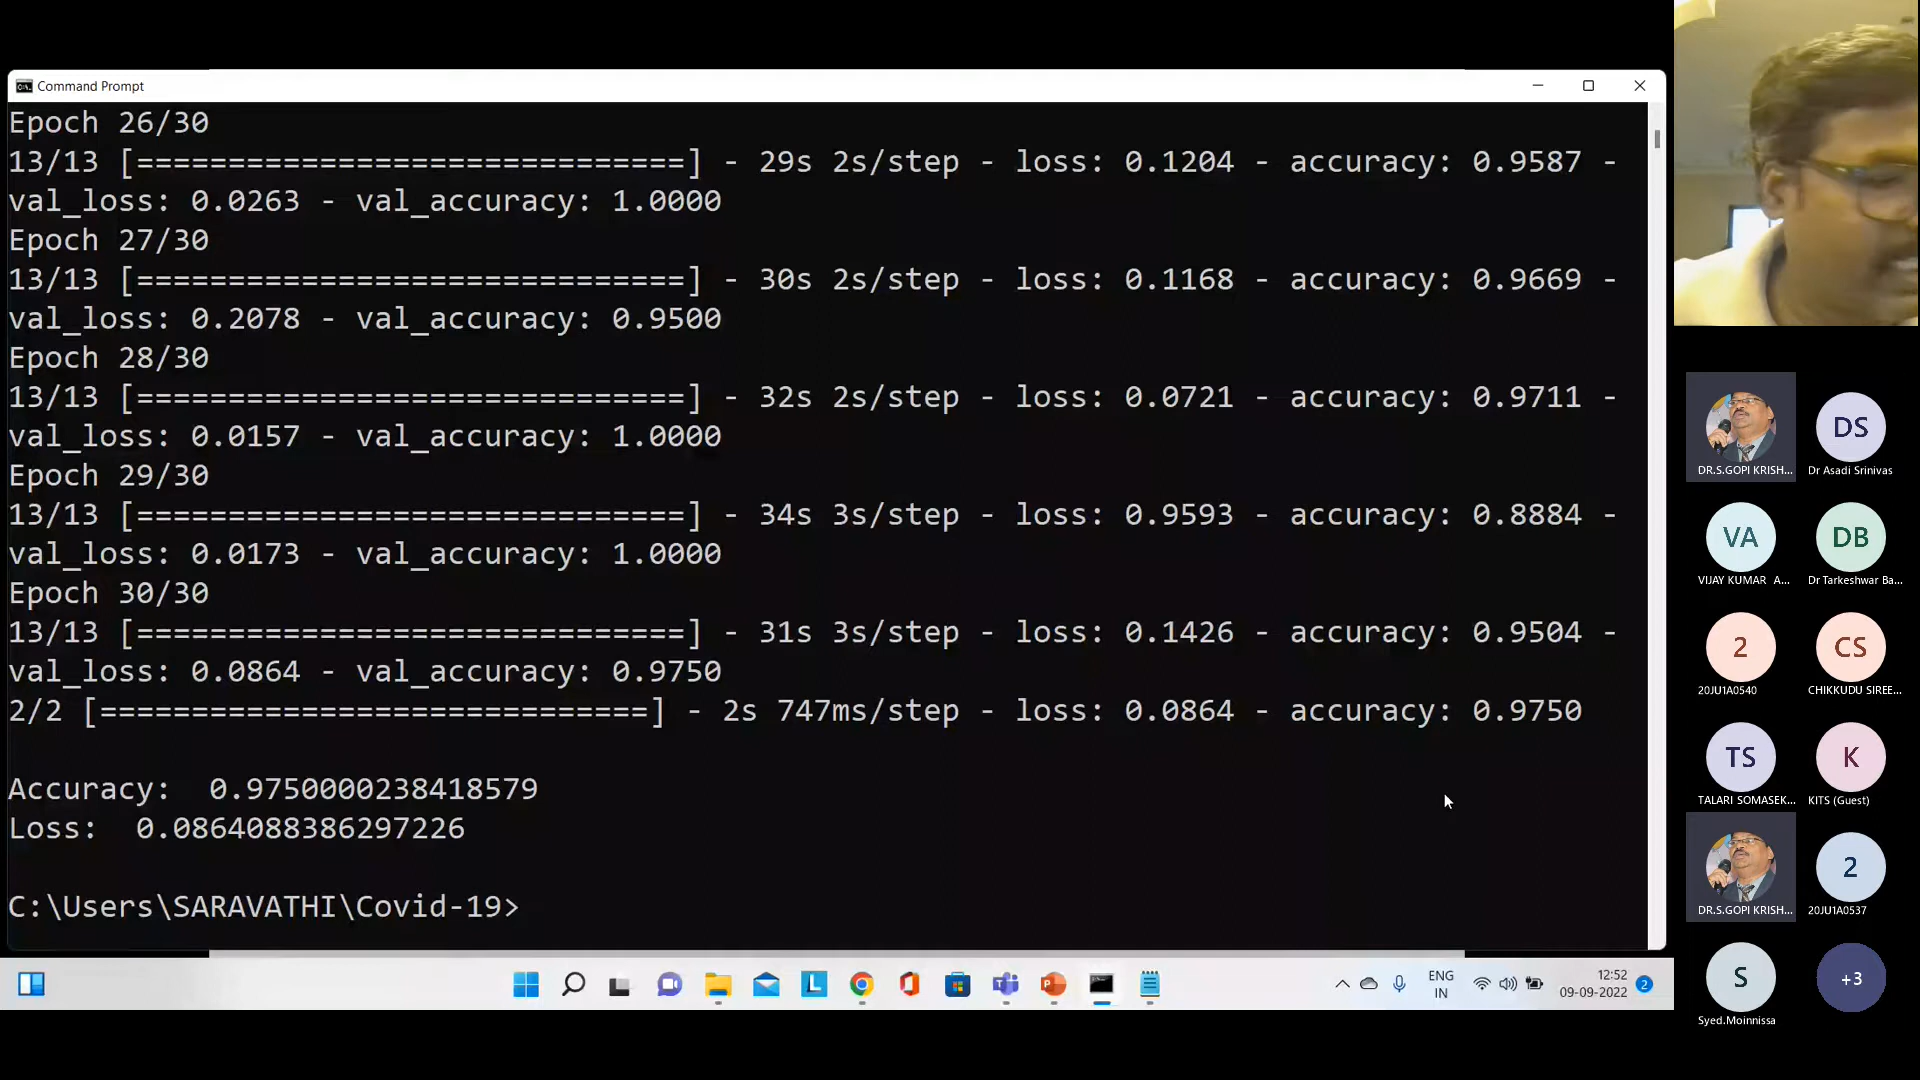 Command Prompt
Epoch 26/30
13/13 [==============================] - 29s 2s/step - loss: 0.1204 - accuracy: 0.9587 -
val_loss: 0.0263 - val_accuracy: 1.0000
Epoch 27/30
13/13 [==============================] - 30s 2s/step - loss: 0.1168 - accuracy: 0.9669 -
val_loss: 0.2078 - val_accuracy: 0.9500
Epoch 28/30
13/13 [==============================] - 32s 2s/step - loss: 0.0721 - accuracy: 0.9711 -
val_loss: 0.0157 - val_accuracy: 1.0000
Epoch 29/30
13/13 [==============================] - 34s 3s/step - loss: 0.9593 - accuracy: 0.8884 -
val_loss: 0.0173 - val_accuracy: 1.0000
Epoch 30/30
13/13 [==============================] - 31s 3s/step - loss: 0.1426 - accuracy: 0.9504 -
val_loss: 0.0864 - val_accuracy: 0.9750
2/2 [==============================] - 2s 747ms/step - loss: 0.0864 - accuracy: 0.9750
Accuracy:  0.9750000238418579
Loss:  0.0864088386297226
C:\Users\SARAVATHI\Covid-19>
ENG
IN
12:52
09-09-2022
2
DR.S.GOPI KRISH...
DS
Dr Asadi Srinivas
VA
VIJAY KUMAR A...
DB
Dr Tarkeshwar Ba...
2
20JU1A0540
CS
CHIKKUDU SIREE...
TS
TALARI SOMASEK...
K
KITS (Guest)
DR.S.GOPI KRISH...
2
20JU1A0537
S
Syed.Moinnissa
+3